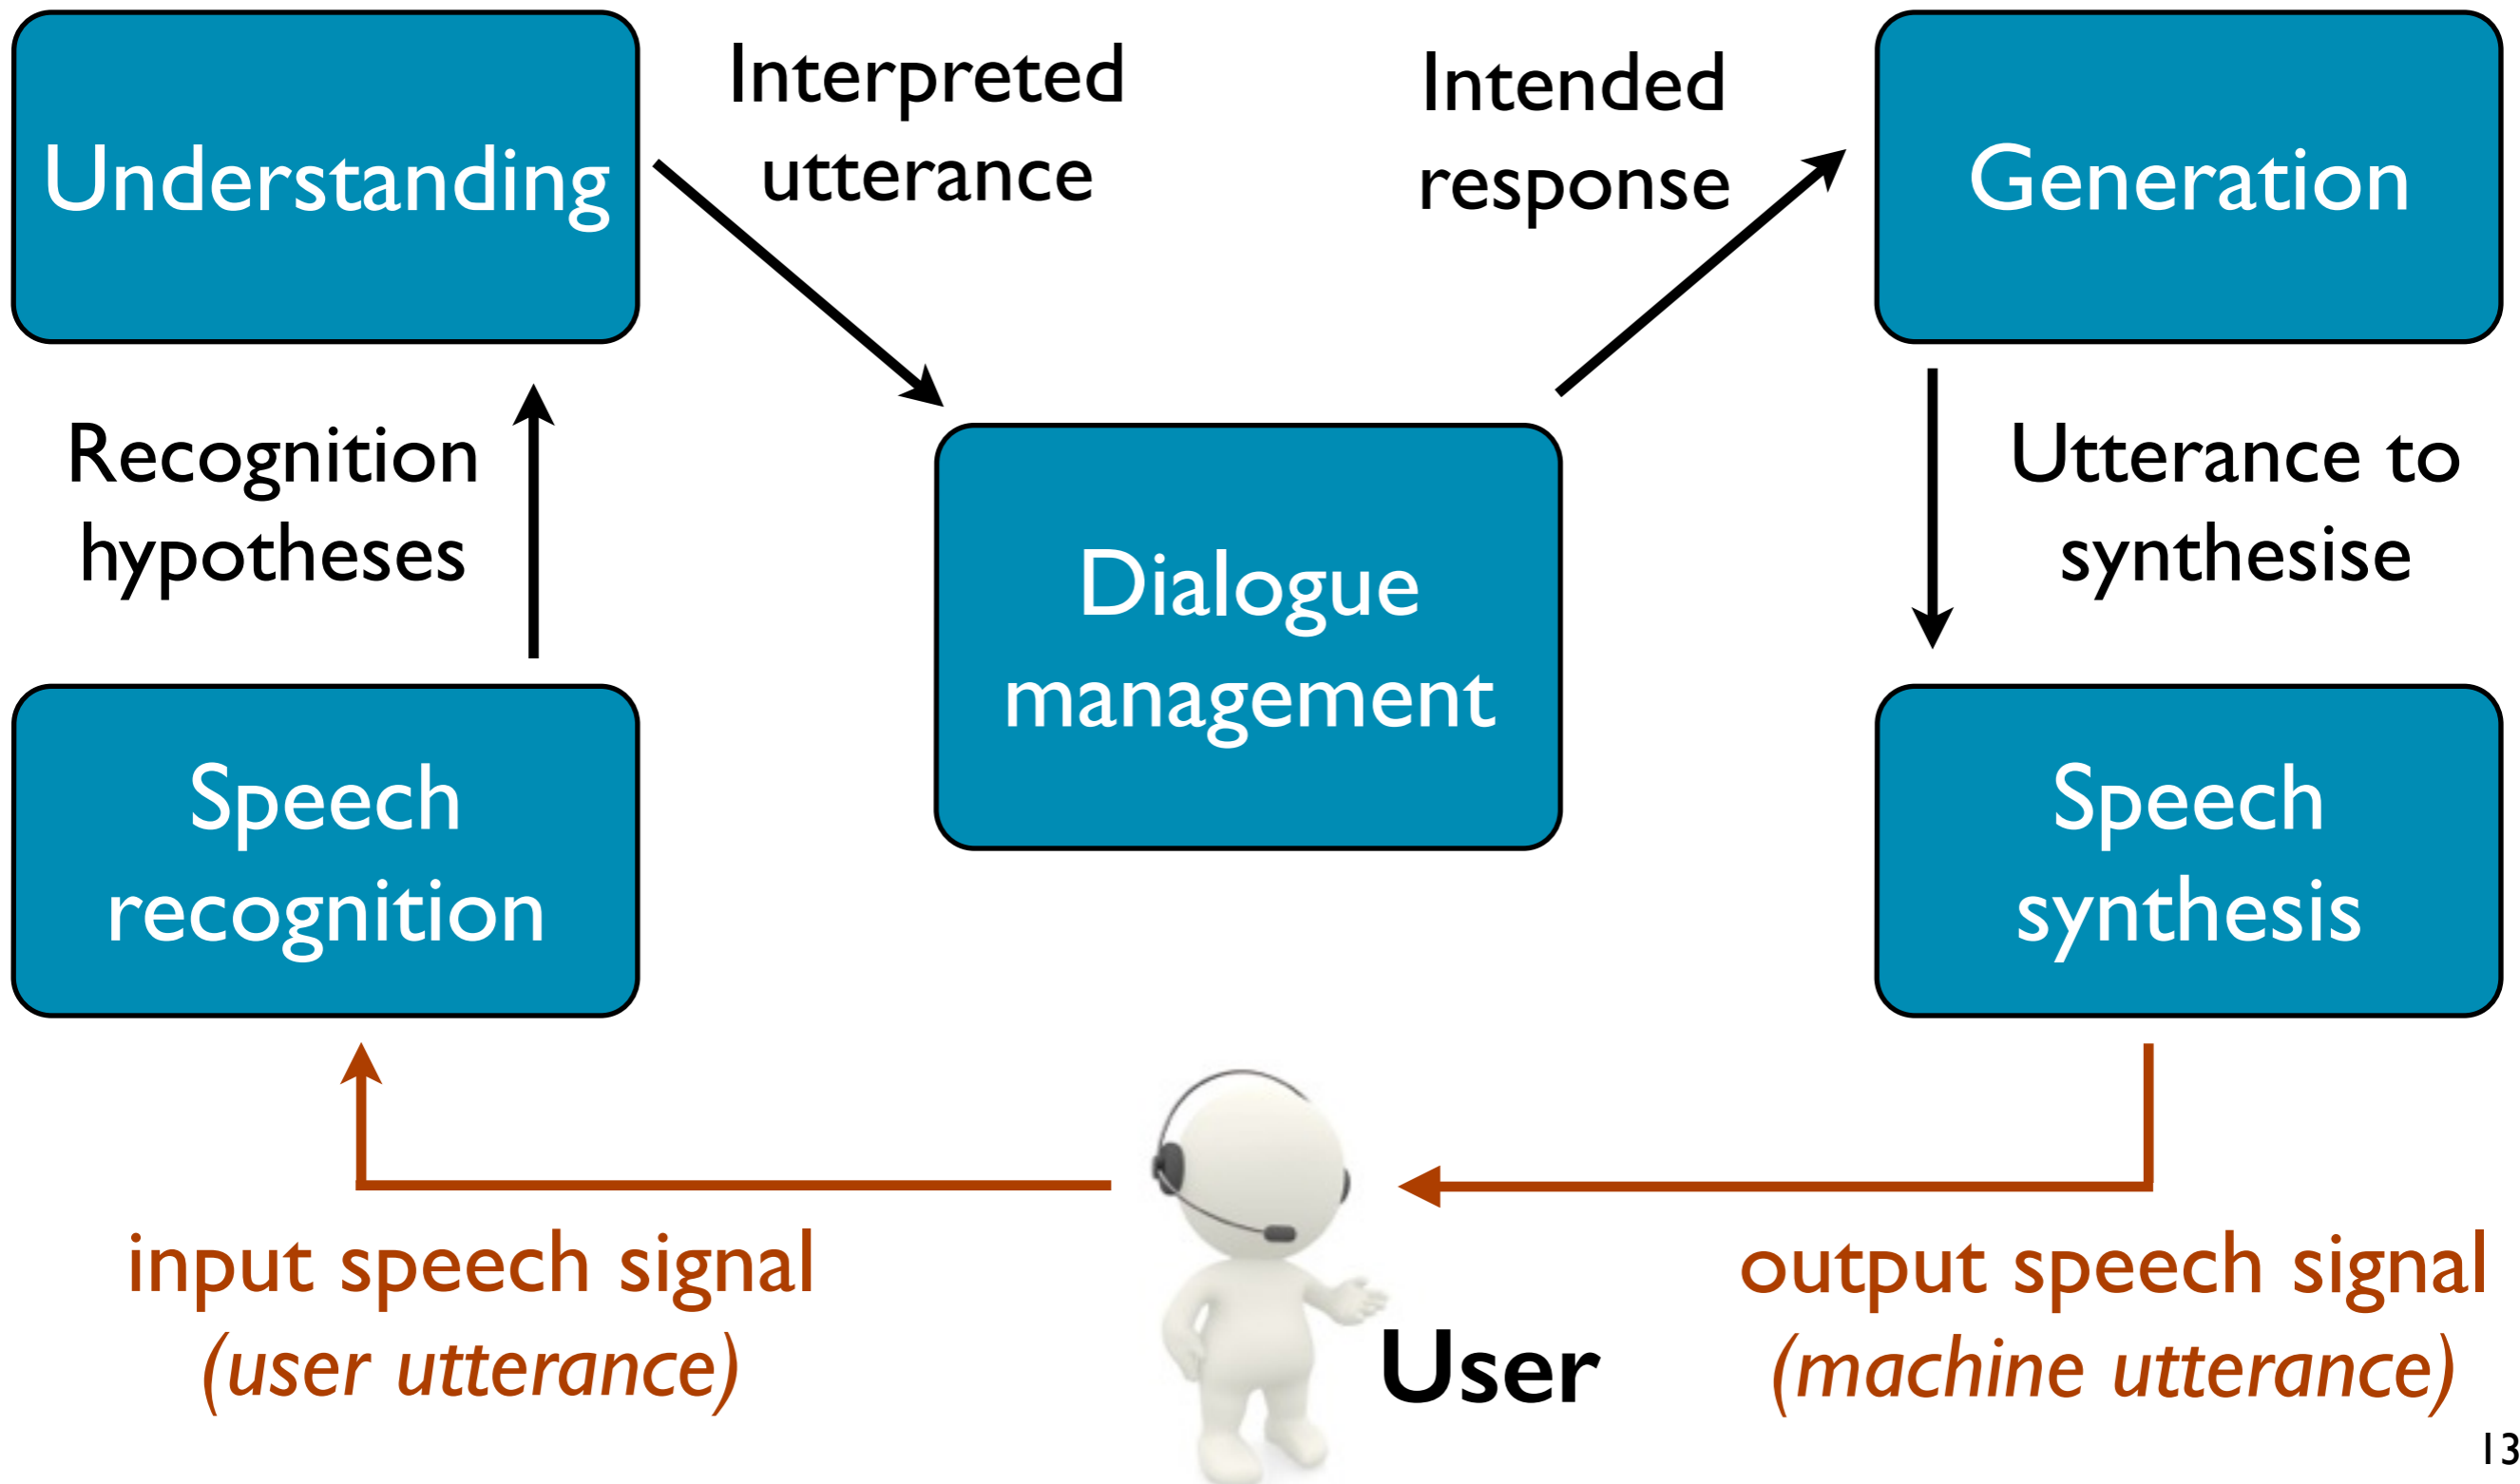 Understanding
Interpreted
utterance
Intended
response
Generation
Recognition
hypotheses
Dialogue
management
Utterance to
synthesise
Speech
recognition
Speech
synthesis
input speech signal
(user utterance)
User
output speech signal
(machine utterance)
13